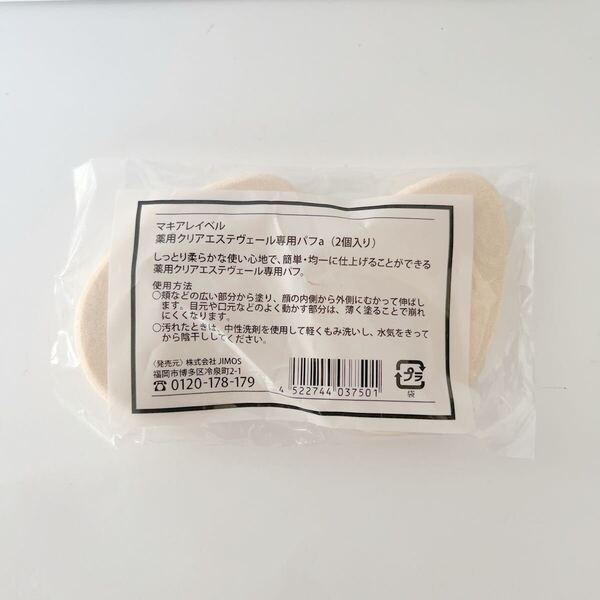 マキアレイベル
薬用クリアエステヴェール専用パフa（2個入り）
しっとり柔らかな使い心地で、簡単・均一に仕上げることができる
薬用クリアエステヴェール専用パフ。
使用方法
○頬などの広い部分から塗り、顔の内側から外側にむかって伸ばし
ます。目元や口元などのよく動かす部分は、薄く塗ることで崩れ
にくくなります。
○汚れたときは、中性洗剤を使用して軽くもみ洗いし、水気をきって
から陰干ししてください。
〈発売元〉株式会社 JIMOS
福岡市博多区冷泉町2-1
0120-178-179
4 522744 037501
プラ
袋